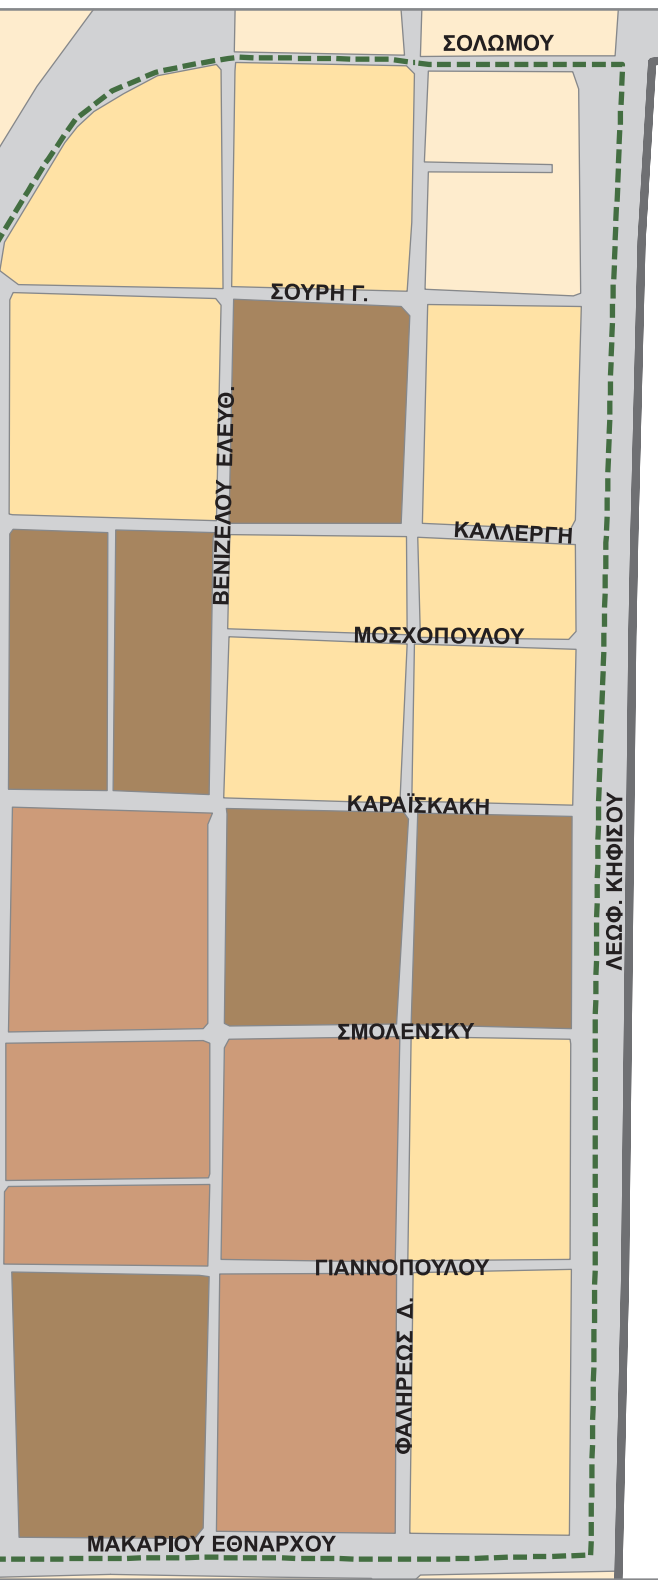 ΣΟΛΩΜΟΥ
ΣΟΥΡΗ Γ.
ΒΕΝΙΖΕΛΟΥ ΕΛΕΥΘ.
ΚΑΛΛΕΡΓΗ
ΜΟΣΧΟΠΟΥΛΟΥ
ΚΑΡΑΪΣΚΑΚΗ
ΛΕΩΦ. ΚΗΦΙΣΟΥ
ΣΜΟΛΕΝΣΚΥ
ΓΙΑΝΝΟΠΟΥΛΟΥ
ΦΑΛΗΡΕΩΣ Δ.
ΜΑΚΑΡΙΟΥ ΕΘΝΑΡΧΟΥ